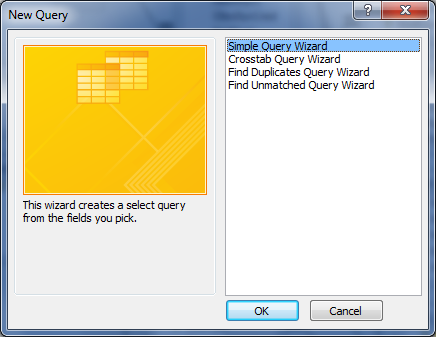 New Query
Simple Query Wizard
Crosstab Query Wizard
Find Duplicates Query Wizard
Find Unmatched Query Wizard
This wizard creates a select query
from the fields you pick.
OK
Cancel